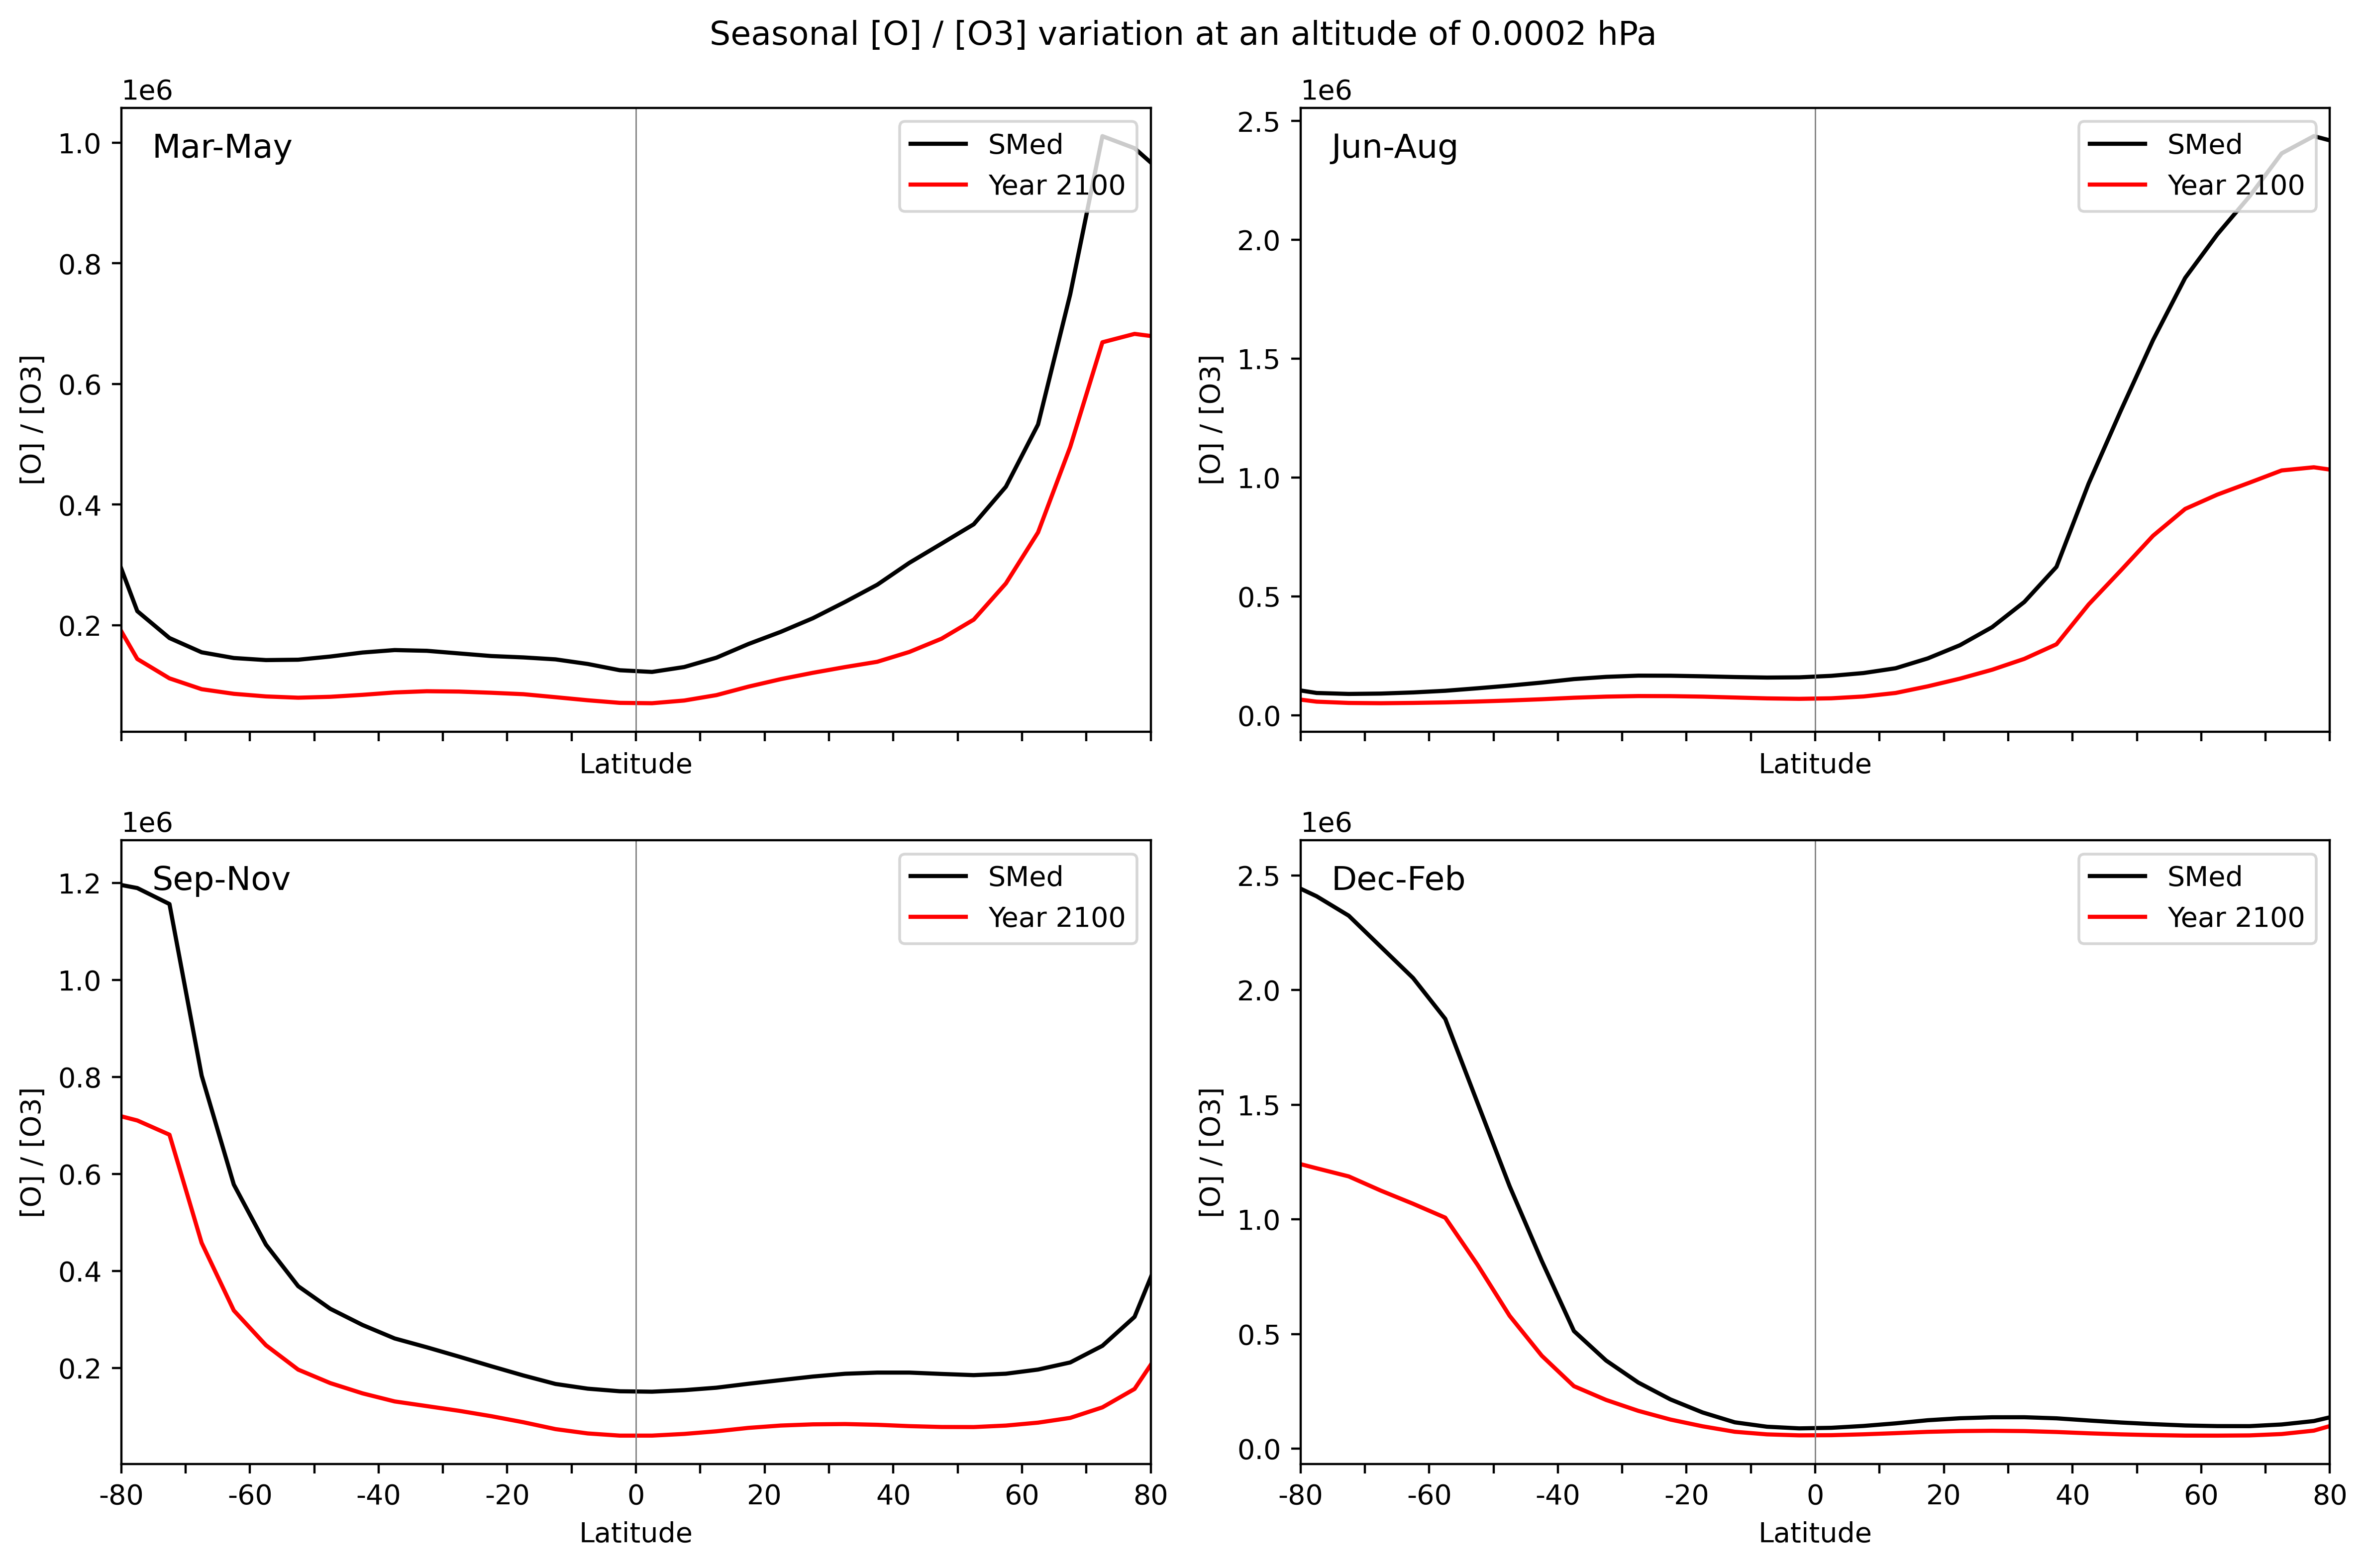 Seasonal [O] / [O3] variation at an altitude of 0.0002 hPa
1e6
Mar-May
SMed
Year 2100
1.0
0.8
0.6
0.4
0.2
[O] / [O3]
Latitude
1e6
Jun-Aug
SMed
Year 2100
2.5
2.0
1.5
1.0
0.5
0.0
[O] / [O3]
Latitude
1e6
Sep-Nov
SMed
Year 2100
1.2
1.0
0.8
0.6
0.4
0.2
[O] / [O3]
-80 -60 -40 -20 0 20 40 60 80
Latitude
1e6
Dec-Feb
SMed
Year 2100
2.5
2.0
1.5
1.0
0.5
0.0
[O] / [O3]
-80 -60 -40 -20 0 20 40 60 80
Latitude